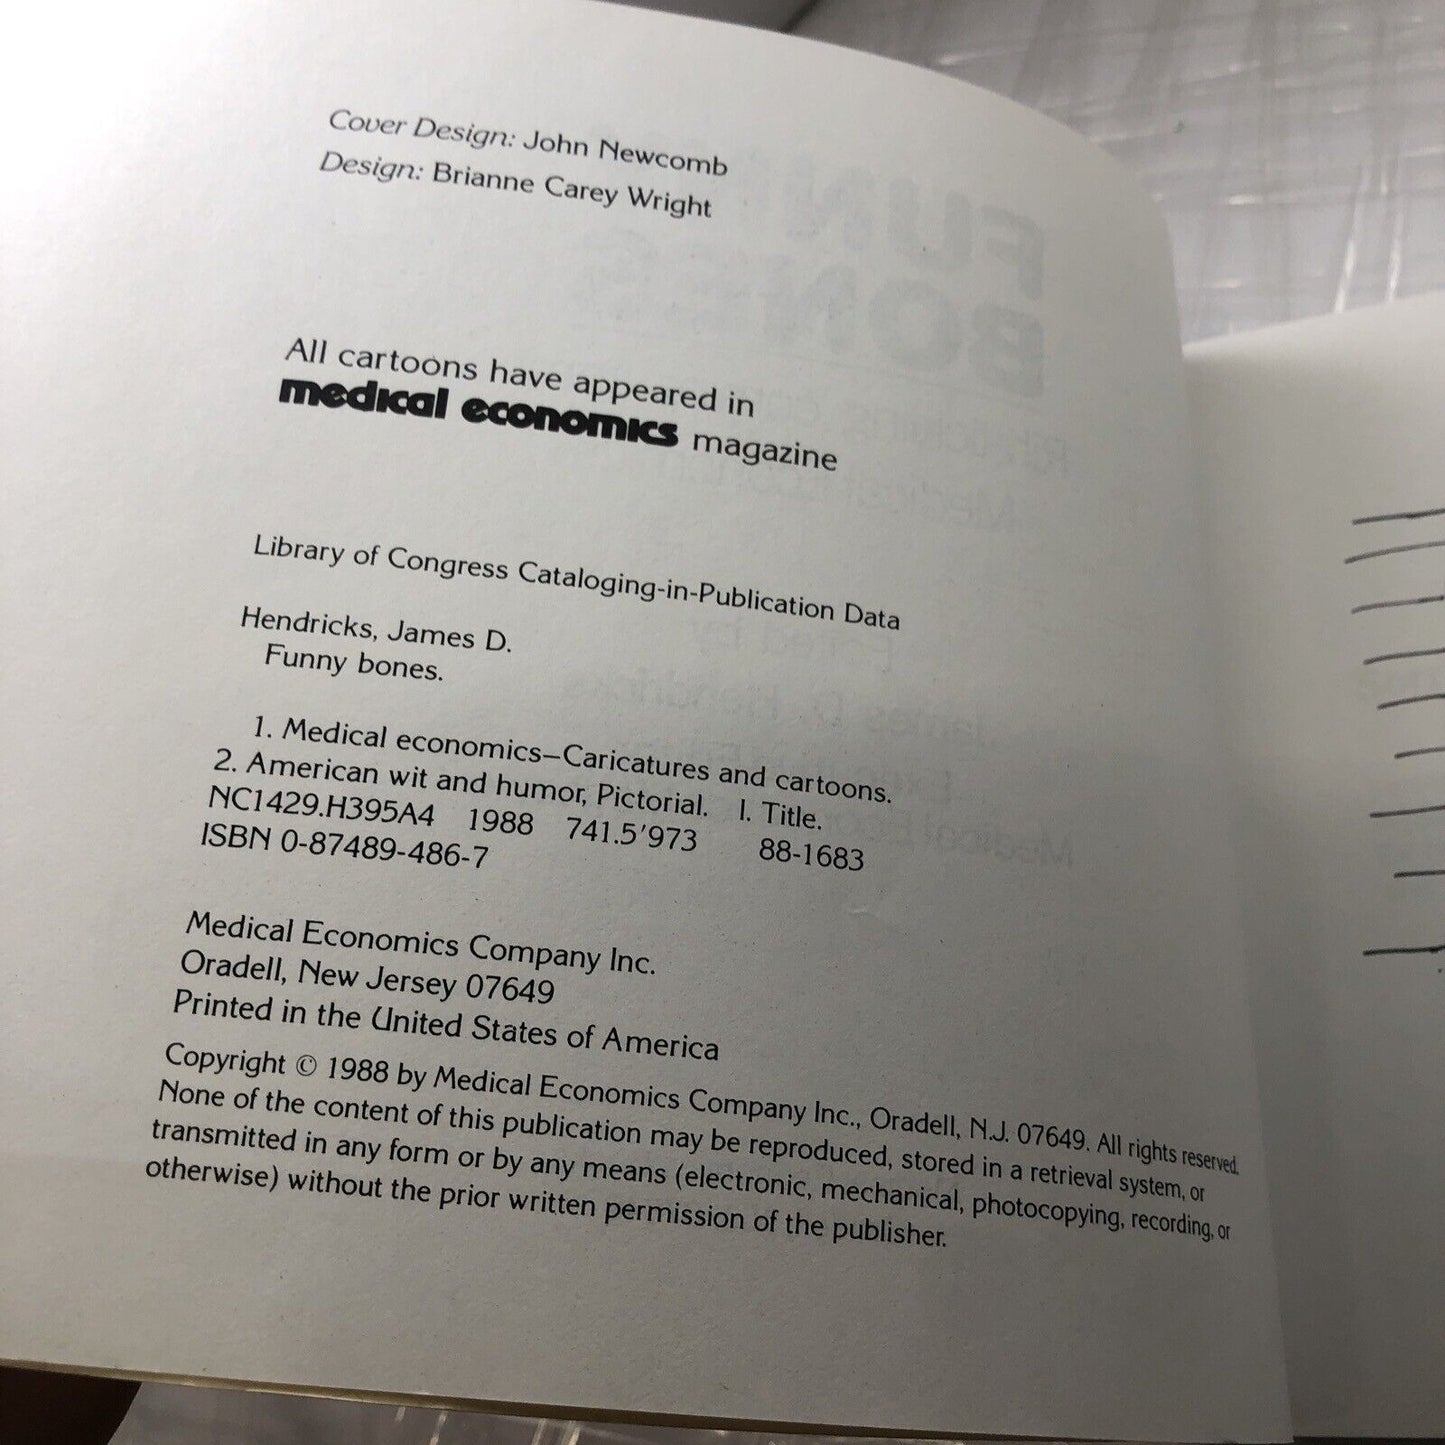 Cover Design: John Newcomb
Design: Brianne Carey Wright
All cartoons have appeared in
medical economics magazine
Library of Congress Cataloging-in-Publication Data
Hendricks, James D.
Funny bones.
1. Medical economics—Caricatures and cartoons.
2. American wit and humor, Pictorial. I. Title.
NC1429.H395A4 1988 741.5'973 88-1683
ISBN 0-87489-486-7
Medical Economics Company Inc.
Oradell, New Jersey 07649
Printed in the United States of America
Copyright © 1988 by Medical Economics Company Inc., Oradell, N.J. 07649. All rights reserved.
None of the content of this publication may be reproduced, stored in a retrieval system, or
transmitted in any form or by any means (electronic, mechanical, photocopying, recording, or
otherwise) without the prior written permission of the publisher.